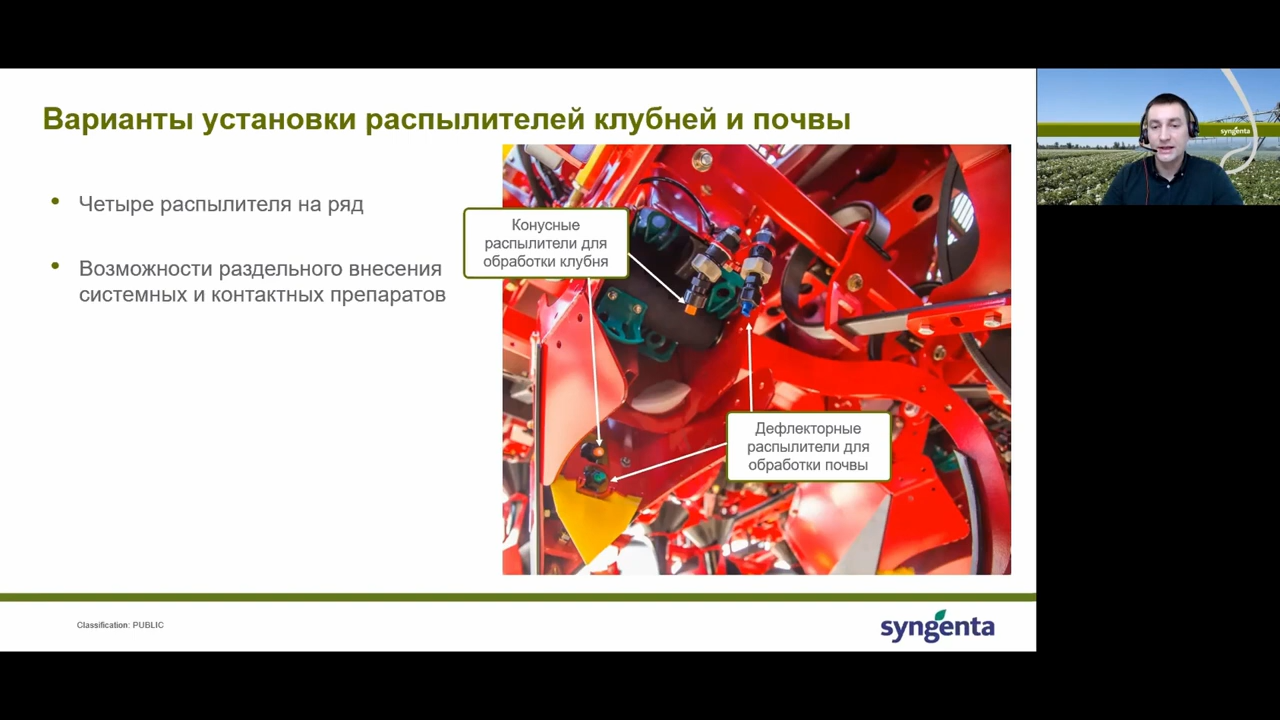 Варианты установки распылителей клубней и почвы
• Четыре распылителя на ряд
• Возможности раздельного внесения
системных и контактных препаратов
Конусные
распылители для
обработки клубня
Дефлекторные
распылители для
обработки почвы
Classification: PUBLIC
syngenta
syngenta